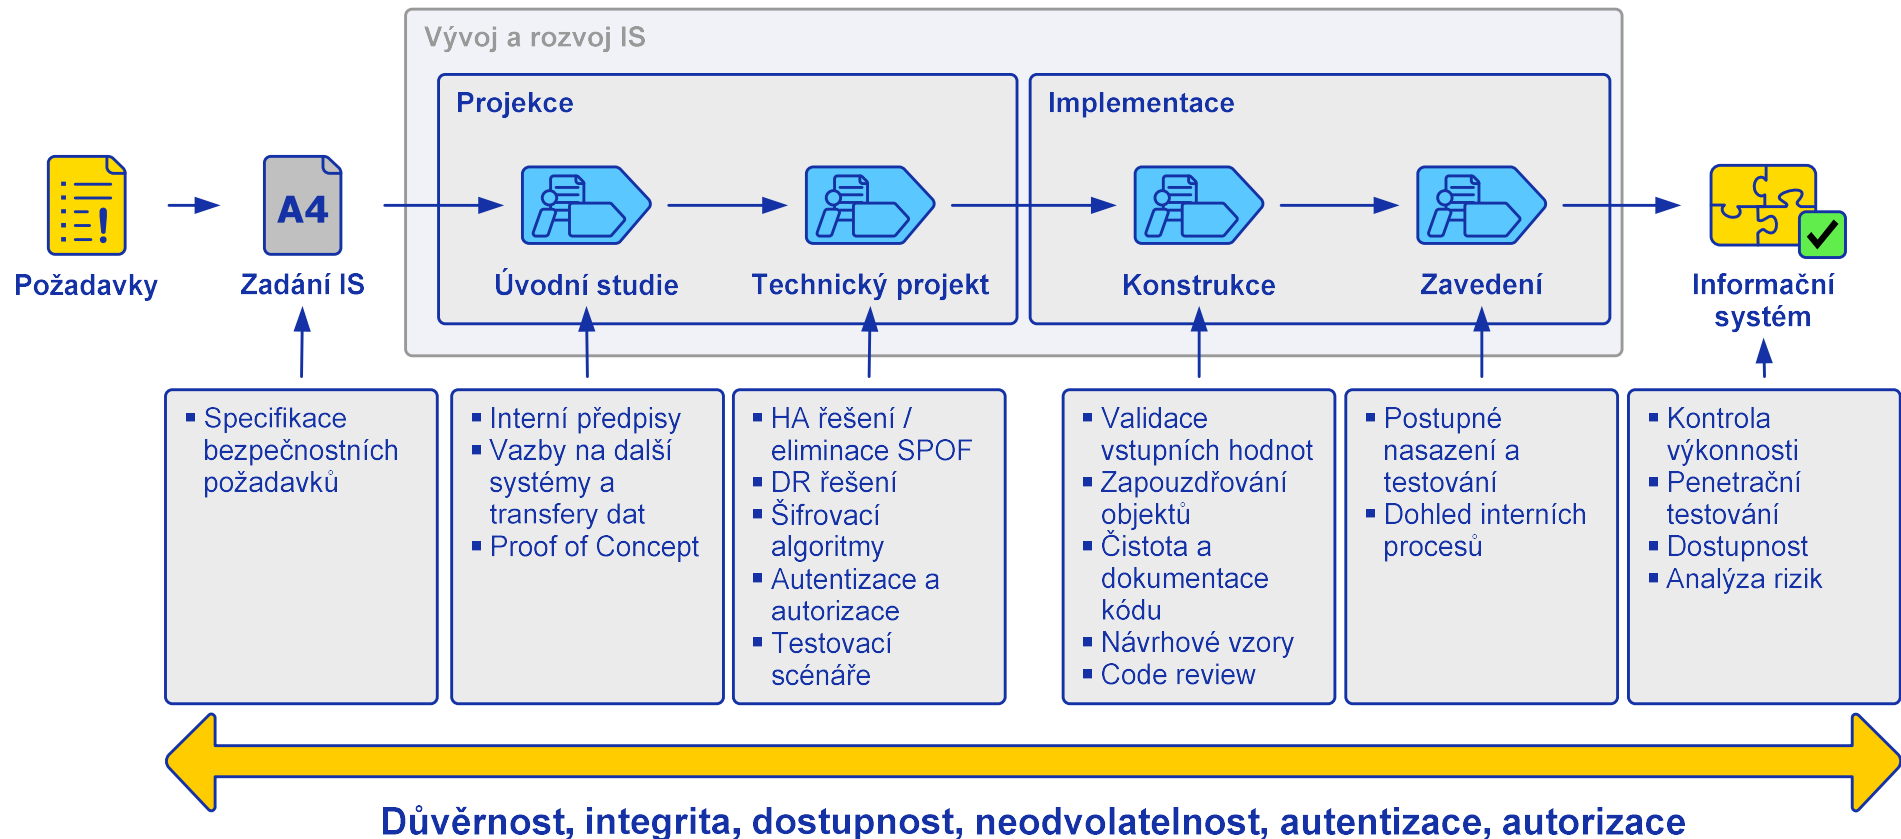 Vývoj a rozvoj IS
Projekce
Implementace
A4
Požadavky
Zadání IS
Úvodní studie
Technický projekt
Konstrukce
Zavedení
Informační
systém
▪ Specifikace
bezpečnostních
požadavků
▪ Interní předpisy
▪ Vazby na další
systémy a
transfery dat
▪ Proof of Concept
▪ HA řešení /
eliminace SPOF
▪ DR řešení
▪ Šifrovací
algoritmy
▪ Autentizace a
autorizace
▪ Testovací
scénáře
▪ Validace
vstupních hodnot
▪ Zapouzdřování
objektů
▪ Čistota a
dokumentace
kódu
▪ Návrhové vzory
▪ Code review
▪ Postupné
nasazení a
testování
▪ Dohled interních
procesů
▪ Kontrola
výkonnosti
▪ Penetrační
testování
▪ Dostupnost
▪ Analýza rizik
Důvěrnost, integrita, dostupnost, neodvolatelnost, autentizace, autorizace